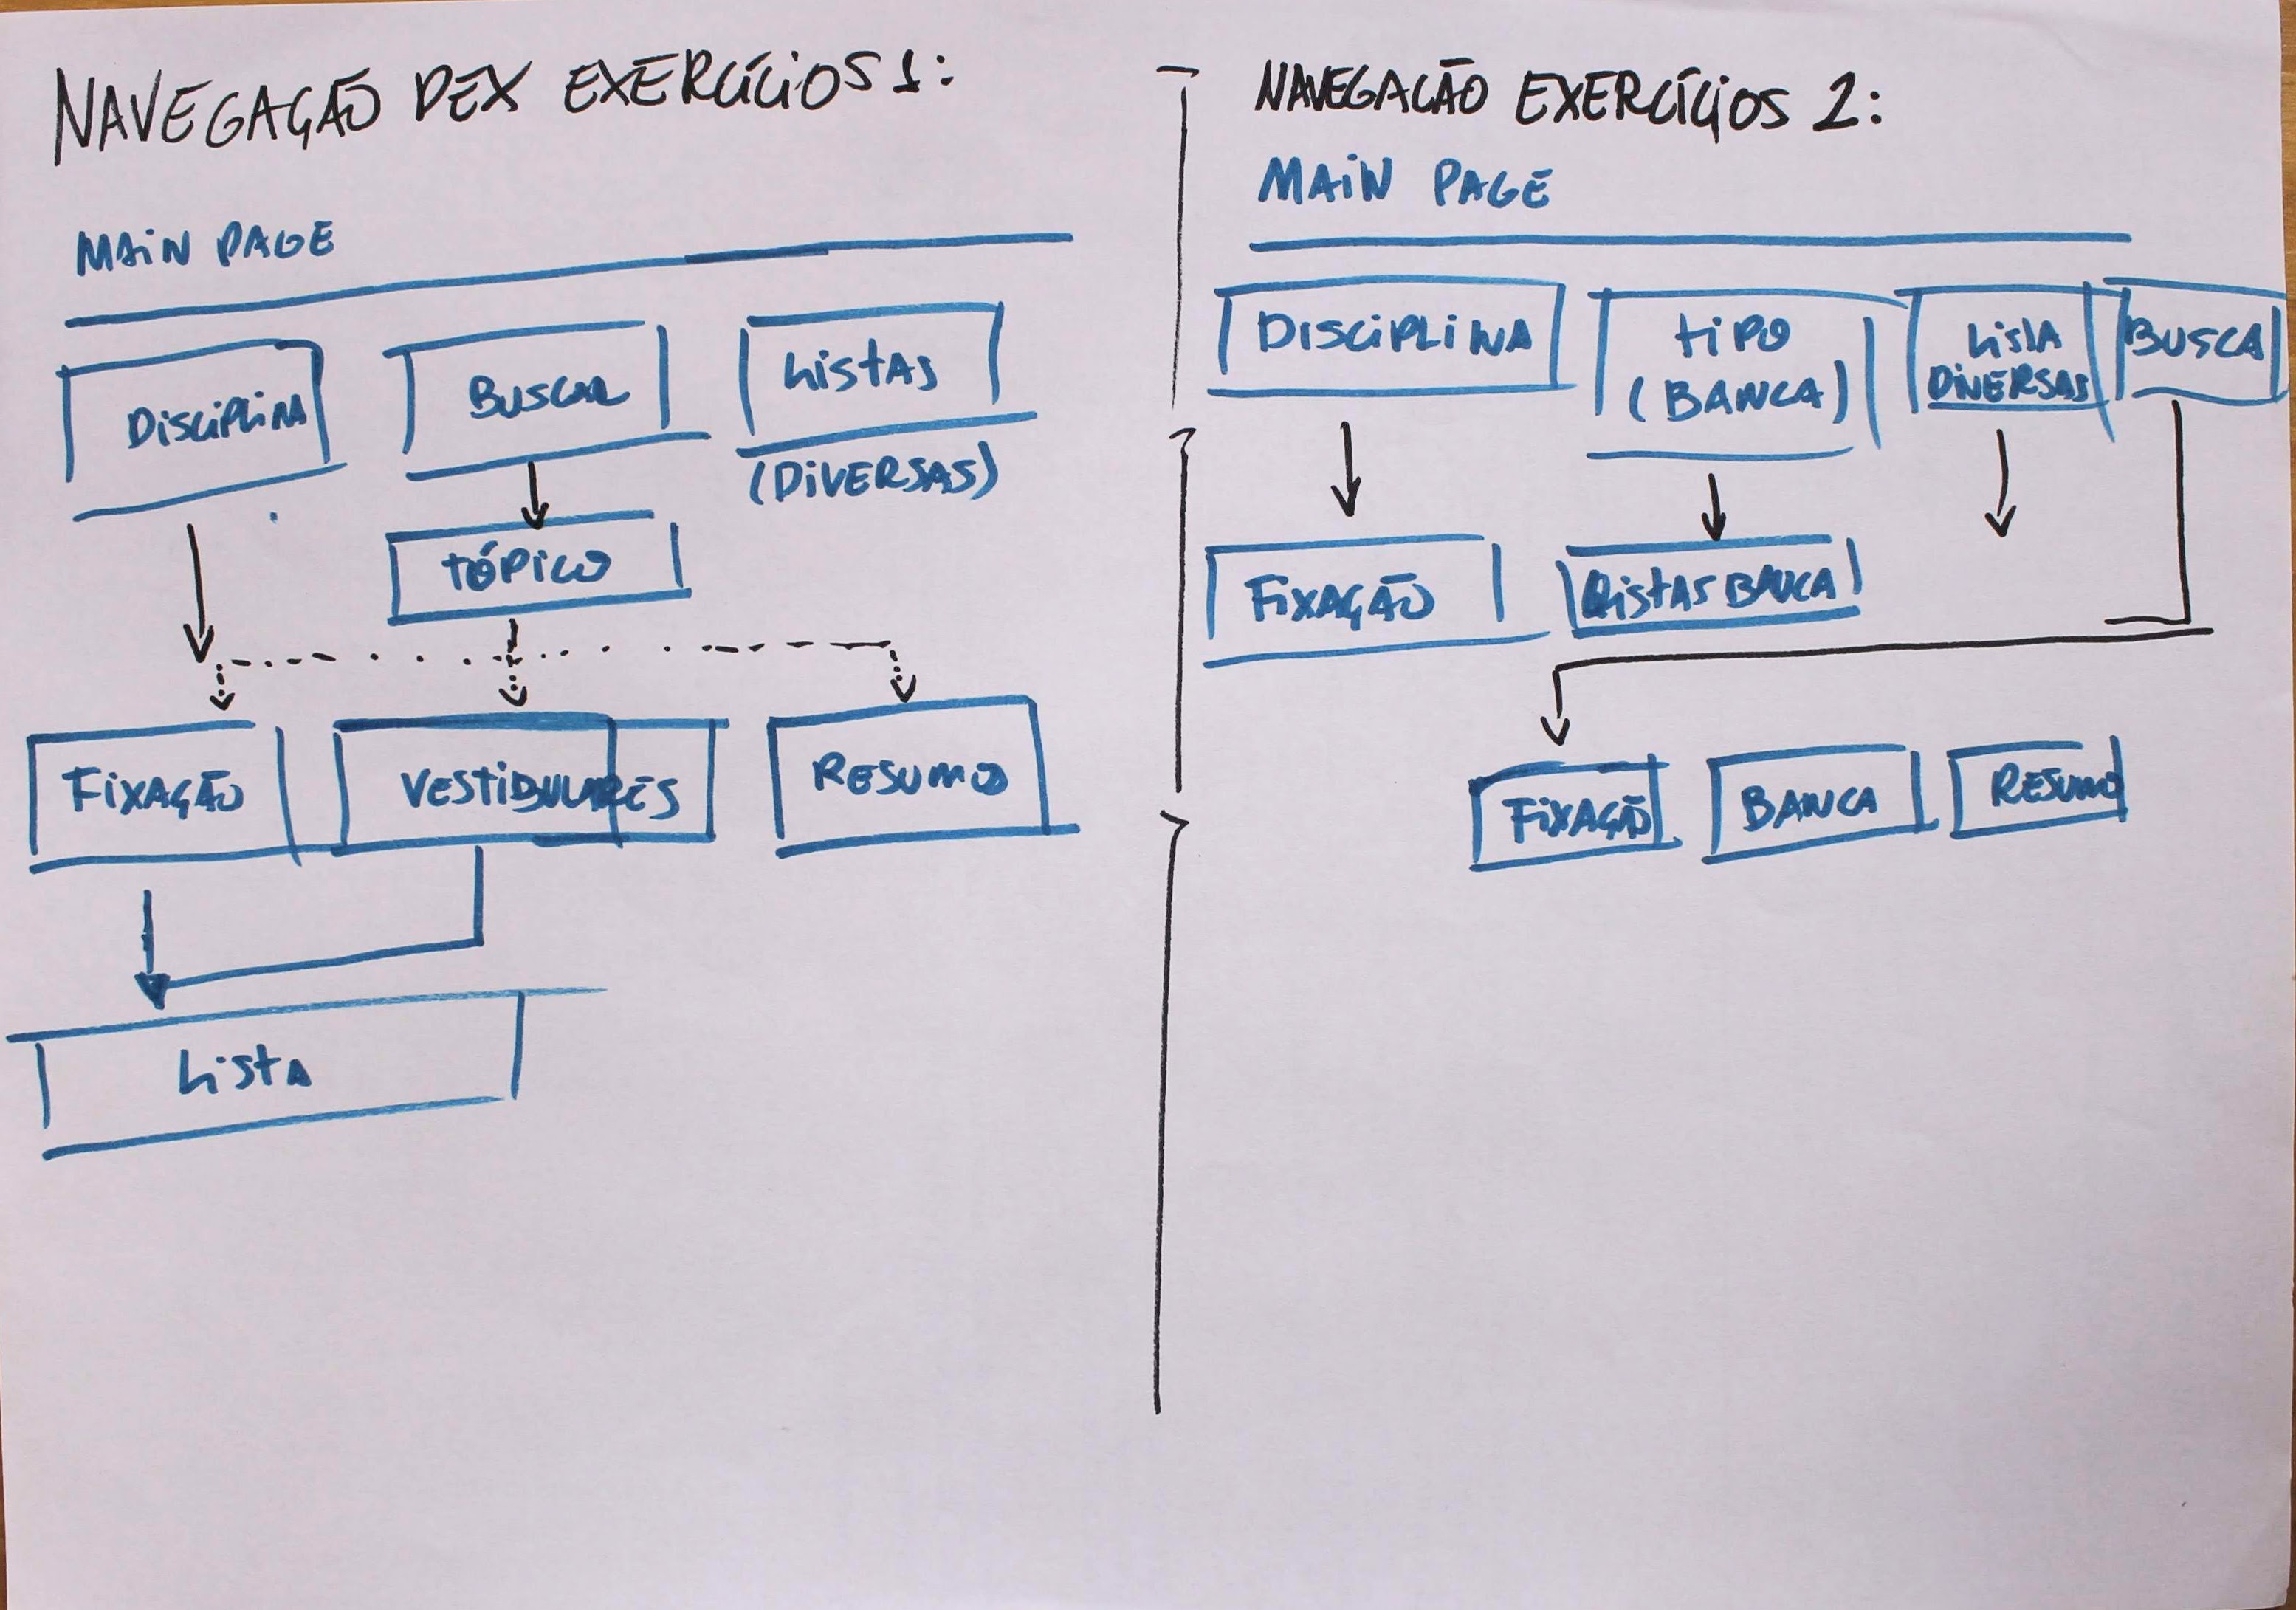 NAVEGAÇÃO DEX EXERCÍCIOS 1:
MAIN PAGE
DISCIPLINA
BUSCAR
LISTAS
(DIVERSAS)
TÓPICO
FIXAÇÃO
VESTIBULARES
RESUMO
LISTA
NAVEGAÇÃO EXERCÍCIOS 2:
MAIN PAGE
DISCIPLINA
TIPO
(BANCA)
LISTA
DIVERSAS
BUSCA
FIXAÇÃO
LISTAS BANCA
FIXAÇÃO
BANCA
RESUMO